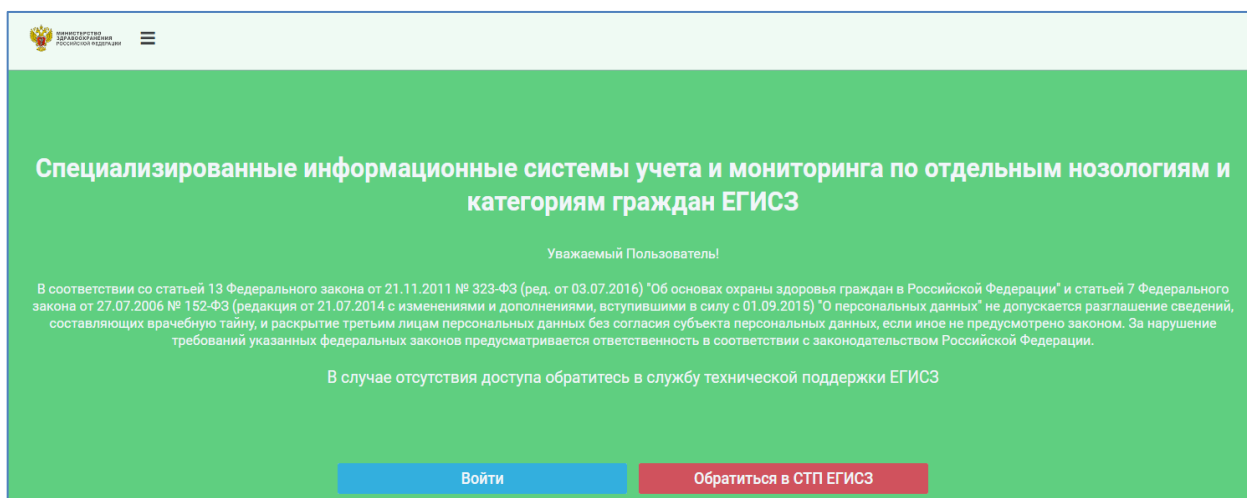 МИНИСТЕРСТВО
ЗДРАВООХРАНЕНИЯ
РОССИЙСКОЙ ФЕДЕРАЦИИ
Специализированные информационные системы учета и мониторинга по отдельным нозологиям и
категориям граждан ЕГИСЗ
Уважаемый Пользователь!
В соответствии со статьей 13 Федерального закона от 21.11.2011 № 323-ФЗ (ред. от 03.07.2016) "Об основах охраны здоровья граждан в Российской Федерации" и статьей 7 Федерального
закона от 27.07.2006 № 152-ФЗ (редакция от 21.07.2014 с изменениями и дополнениями, вступившими в силу с 01.09.2015) "О персональных данных" не допускается разглашение сведений,
составляющих врачебную тайну, и раскрытие третьим лицам персональных данных без согласия субъекта персональных данных, если иное не предусмотрено законом. За нарушение
требований указанных федеральных законов предусматривается ответственность в соответствии с законодательством Российской Федерации.
В случае отсутствия доступа обратитесь в службу технической поддержки ЕГИСЗ
Войти
Обратиться в СТП ЕГИСЗ